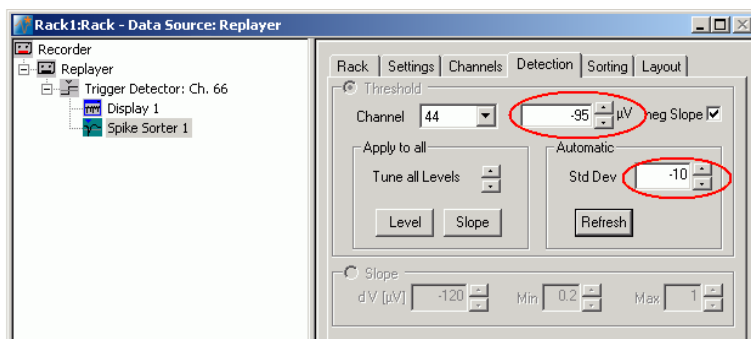 Rack1:Rack - Data Source: Replayer
Recorder
Replayer
Trigger Detector: Ch. 66
Display 1
Spike Sorter 1
Rack Settings Channels Detection Sorting Layout
Threshold
Channel 44 -95 µV neg Slope
Apply to all Automatic
Tune all Levels Std Dev -10
Level Slope Refresh
Slope
dV [µV] -120 Min 0.2 Max 1